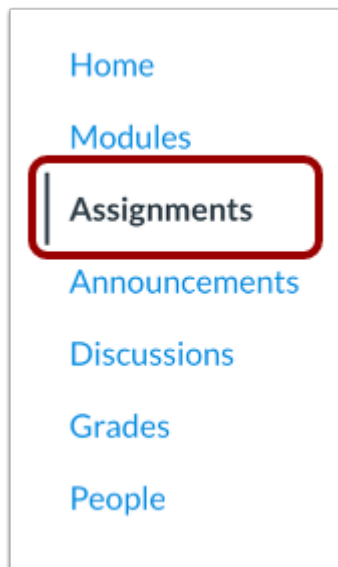 Home
Modules
Assignments
Announcements
Discussions
Grades
People